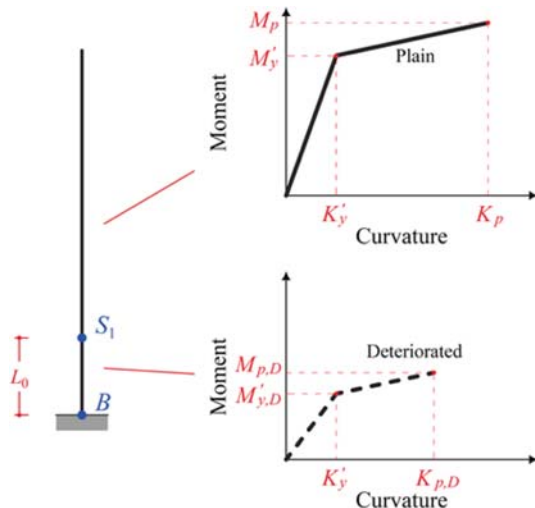 M_p
M'_y
Moment
Plain
K'_y
K_p
Curvature
S_1
L_0
B
M_{p,D}
M'_{y,D}
Moment
Deteriorated
K'_y
K_{p,D}
Curvature